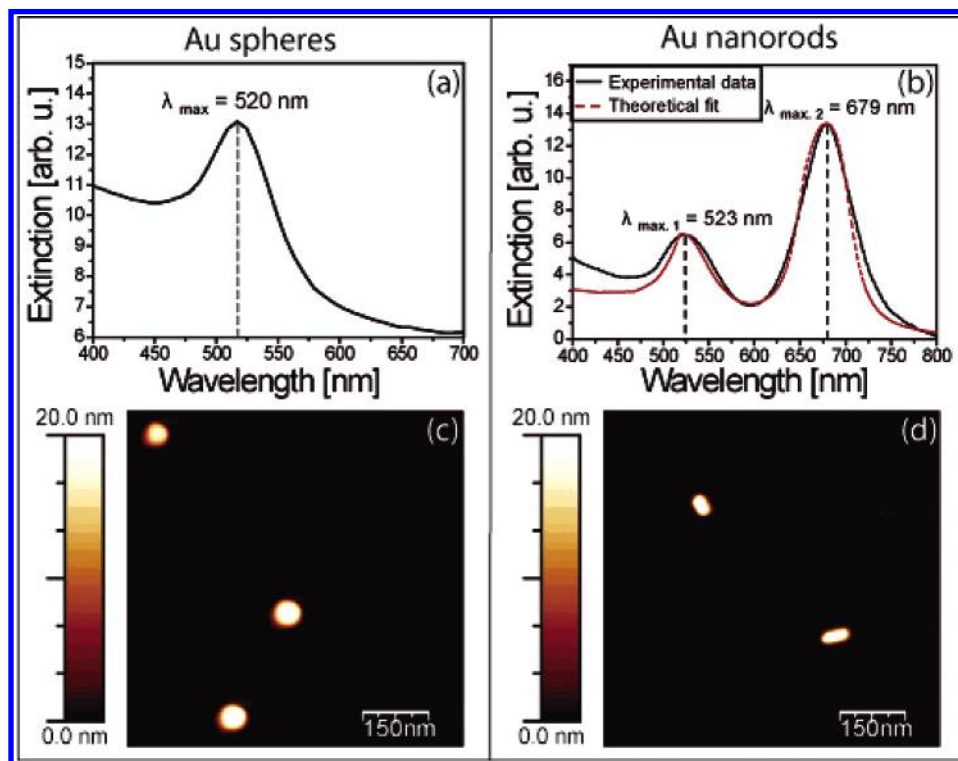 Au spheres
(a)
λ max = 520 nm
15
14
13
12
11
10
9
8
7
6
Extinction [arb. u.]
400 450 500 550 600 650 700
Wavelength [nm]
Au nanorods
(b)
Experimental data
Theoretical fit
λ max. 2 = 679 nm
λ max. 1 = 523 nm
16
14
12
10
8
6
4
2
0
Extinction [arb. u.]
400 450 500 550 600 650 700 750 800
Wavelength [nm]
20.0 nm
0.0 nm
(c)
150nm
20.0 nm
0.0 nm
(d)
150nm